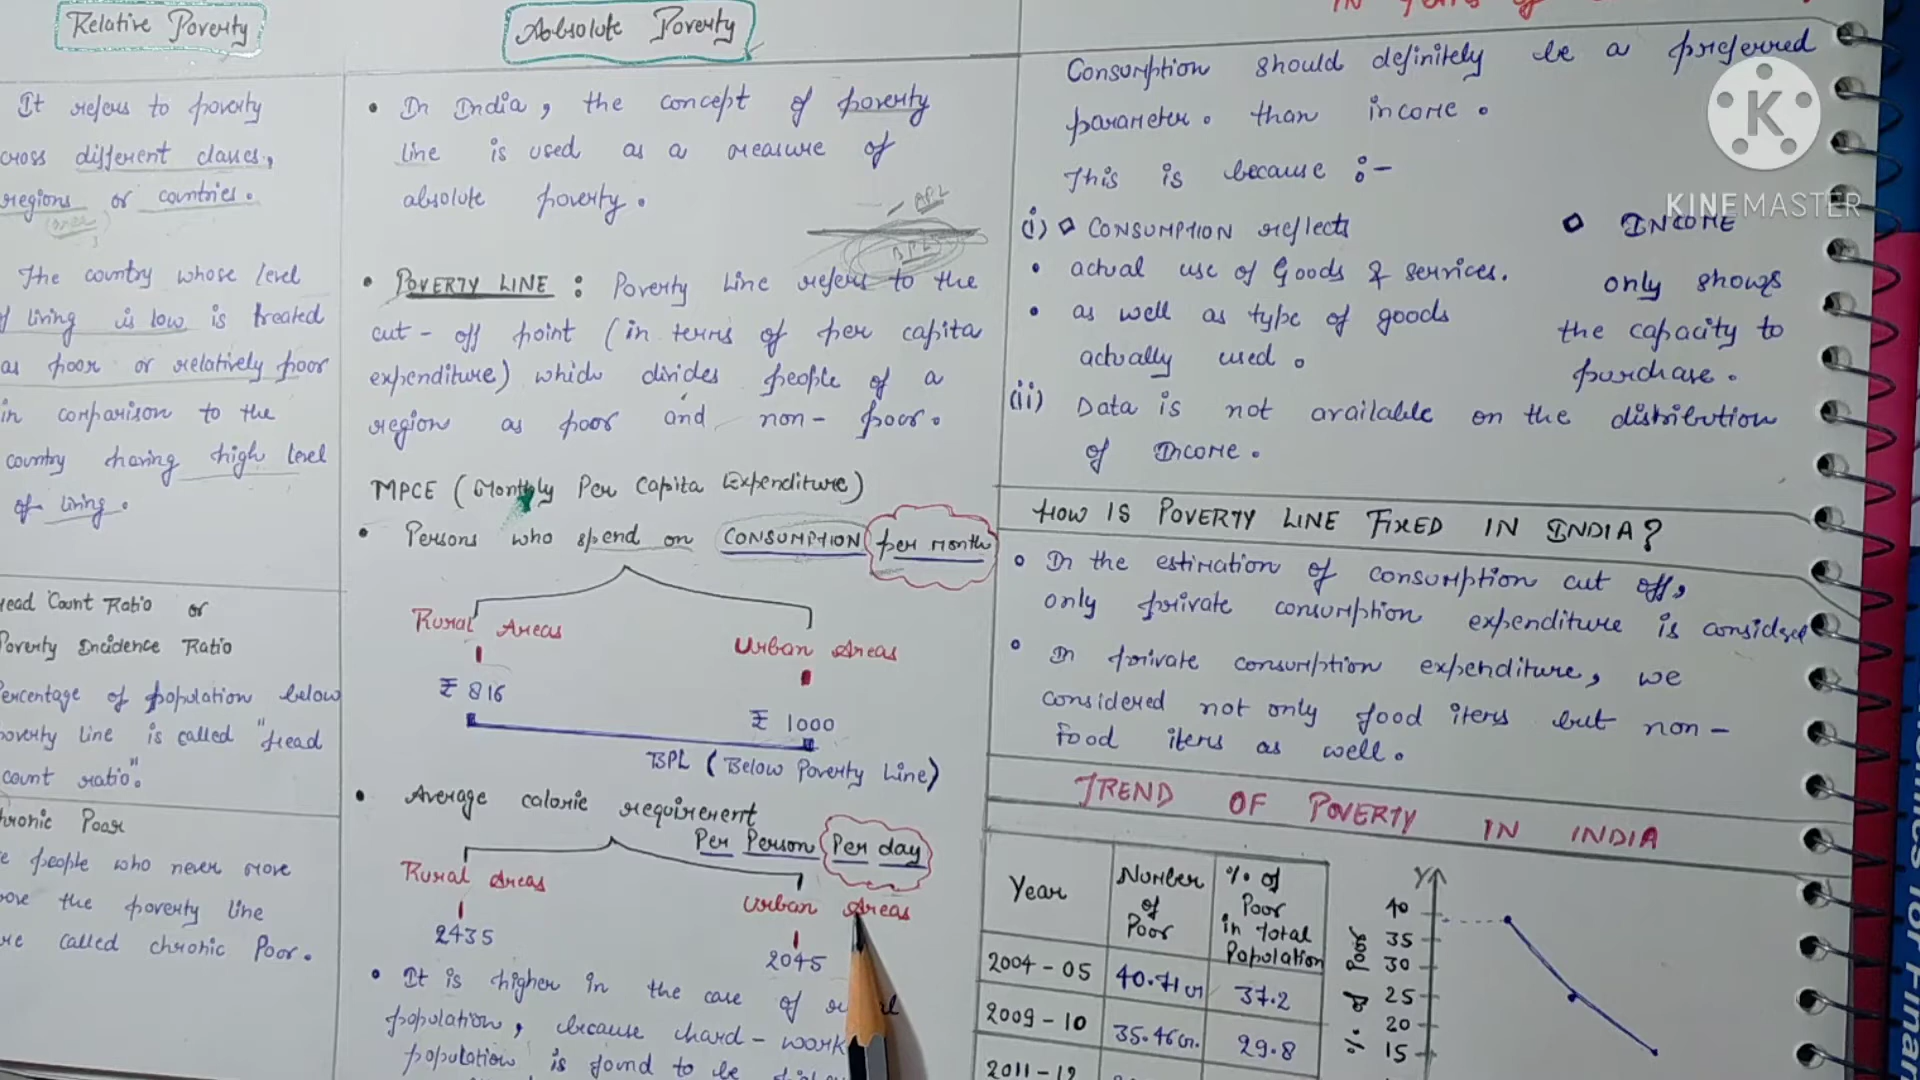 Relative Poverty
It refers to poverty
cross different classes,
regions or countries.
The country whose level
of living is low is treated
as poor or relatively poor
in comparison to the
country having high level
of living.
ead Count Ratio or
Poverty Incidence Ratio
Percentage of population below
poverty line is called "Head
count ratio".
hronic Poor
e people who never move
ove the poverty line
re called chronic Poor.
Absolute Poverty
• In India, the concept of poverty
line is used as a measure of
absolute poverty.
APL
BPL
• POVERTY LINE : Poverty Line refers to the
cut-off point (in terms of per capita
expenditure) which divides people of a
region as poor and non-poor.
MPCE (Monthly Per Capita Expenditure)
• Persons who spend on CONSUMPTION per month
Rural Areas
Urban Areas
₹ 816
₹ 1000
BPL (Below Poverty Line)
• Average calorie requirement
Per Person Per day
Rural Areas
Urban Areas
2435
2045
• It is higher in the case of
population, because hard-work
population is found to be
in terms of
Consumption should definitely be a preferred
parameter. than income.
This is because :-
(i) CONSUMPTION reflects
• actual use of Goods & services.
• as well as type of goods
actually used.
INCOME
only shows
the capacity to
purchase.
(ii) Data is not available on the distribution
of Income.
HOW IS POVERTY LINE FIXED IN INDIA?
• In the estimation of consumption cut off,
only private consumption expenditure is considered
• In private consumption expenditure, we
considered not only food items but non-
food items as well.
TREND OF POVERTY IN INDIA
Year
Number
of
Poor
% of
Poor
in total
Population
2004-05 40.71 cr 37.2
2009-10 35.46 cr. 29.8
2011-12
Y
40
35
30
25
20
15
% of Poor
K
KINEMASTER